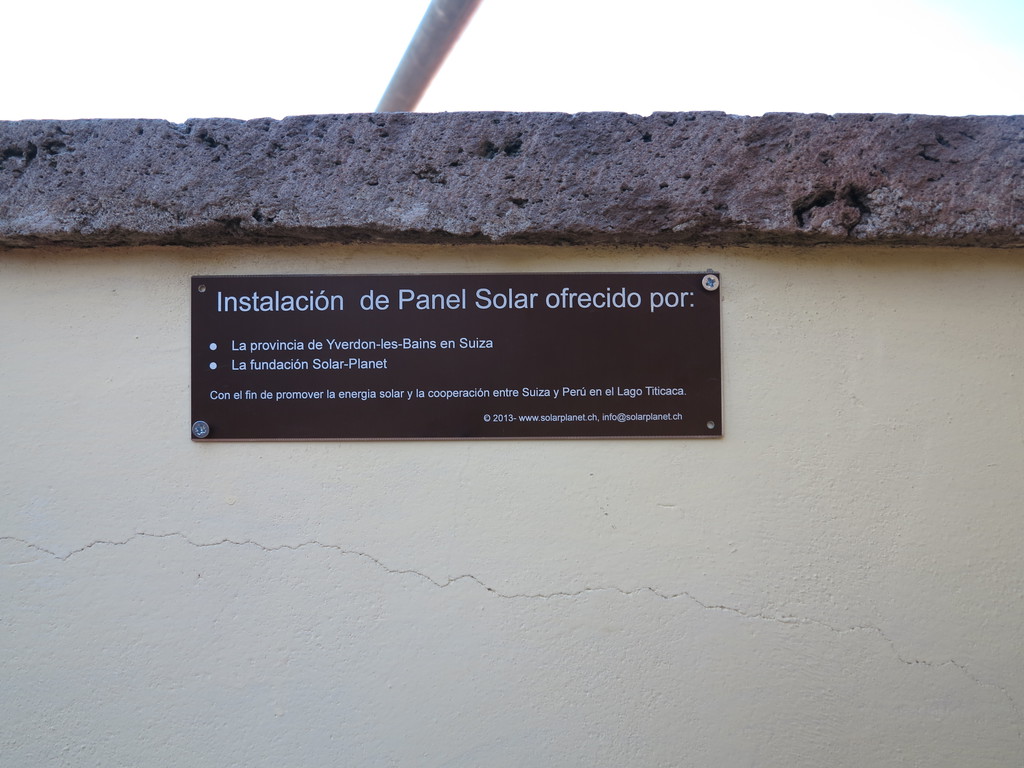 Instalación de Panel Solar ofrecido por:
● La provincia de Yverdon-les-Bains en Suiza
● La fundación Solar-Planet
Con el fin de promover la energia solar y la cooperación entre Suiza y Perú en el Lago Titicaca.
© 2013- www.solarplanet.ch, info@solarplanet.ch